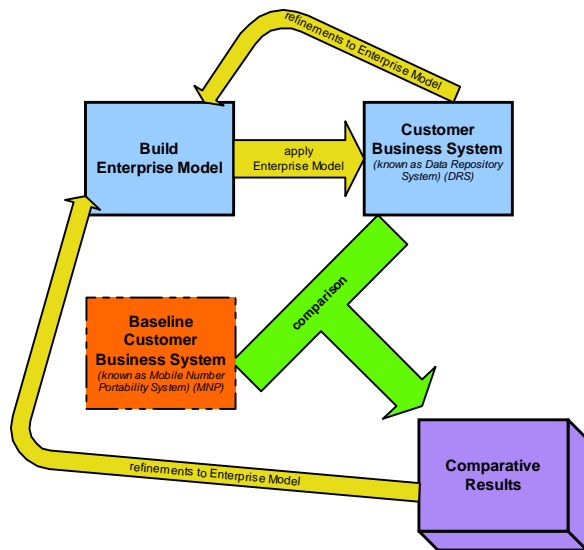 refinements to Enterprise Model
Build
Enterprise Model
apply
Enterprise Model
Customer
Business System
(known as Data Repository
System) (DRS)
comparison
Baseline
Customer
Business System
(known as Mobile Number
Portability System) (MNP)
refinements to Enterprise Model
Comparative
Results